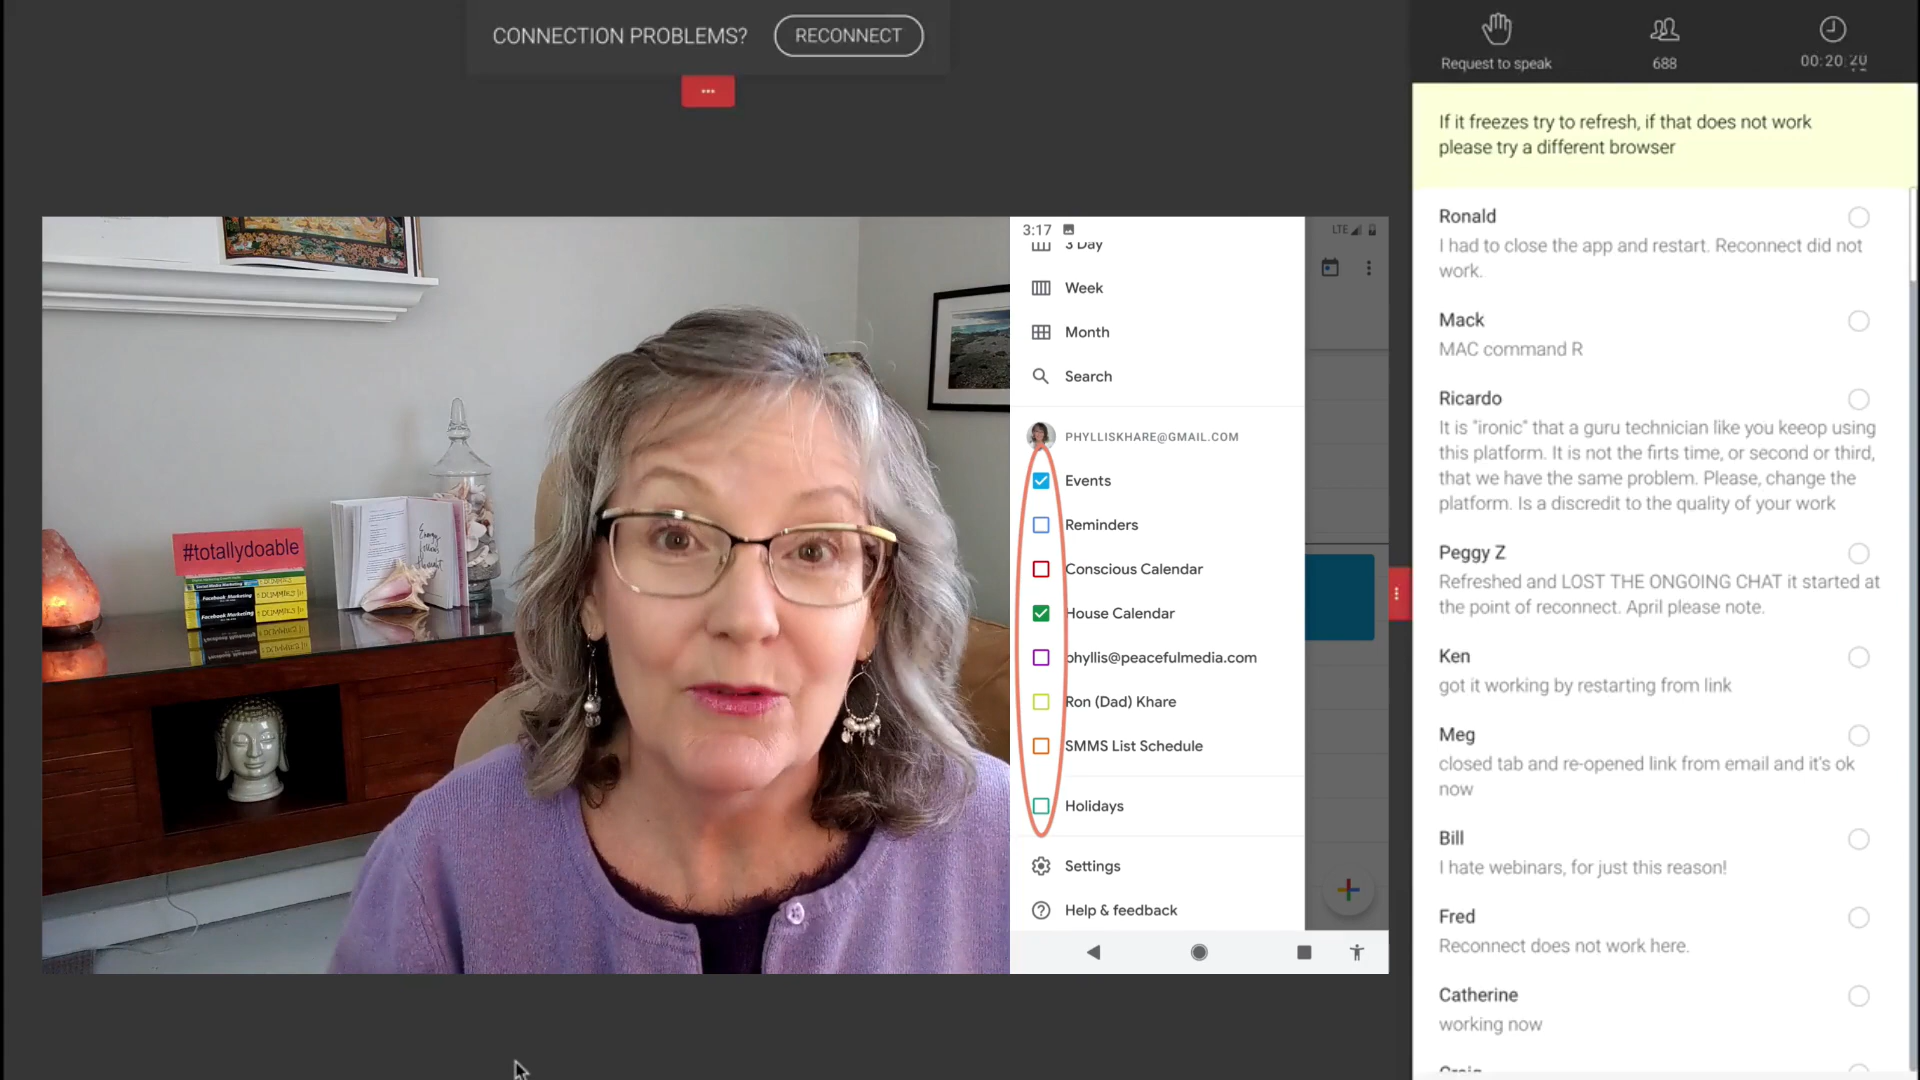 CONNECTION PROBLEMS?
RECONNECT
Request to speak
688
00:20:
If it freezes try to refresh, if that does not work
please try a different browser
#totallydoable
Facebook Marketing
DUMMIES
Facebook Marketing
DUMMIES
3:17
LTE
3 Day
Week
Month
Search
PHYLLISKHARE@GMAIL.COM
Events
Reminders
Conscious Calendar
House Calendar
phyllis@peacefulmedia.com
Ron (Dad) Khare
SMMS List Schedule
Holidays
Settings
Help & feedback
Ronald
I had to close the app and restart. Reconnect did not
work.
Mack
MAC command R
Ricardo
It is "ironic" that a guru technician like you keeop using
this platform. It is not the firts time, or second or third,
that we have the same problem. Please, change the
platform. Is a discredit to the quality of your work
Peggy Z
Refreshed and LOST THE ONGOING CHAT it started at
the point of reconnect. April please note.
Ken
got it working by restarting from link
Meg
closed tab and re-opened link from email and it's ok
now
Bill
I hate webinars, for just this reason!
Fred
Reconnect does not work here.
Catherine
working now